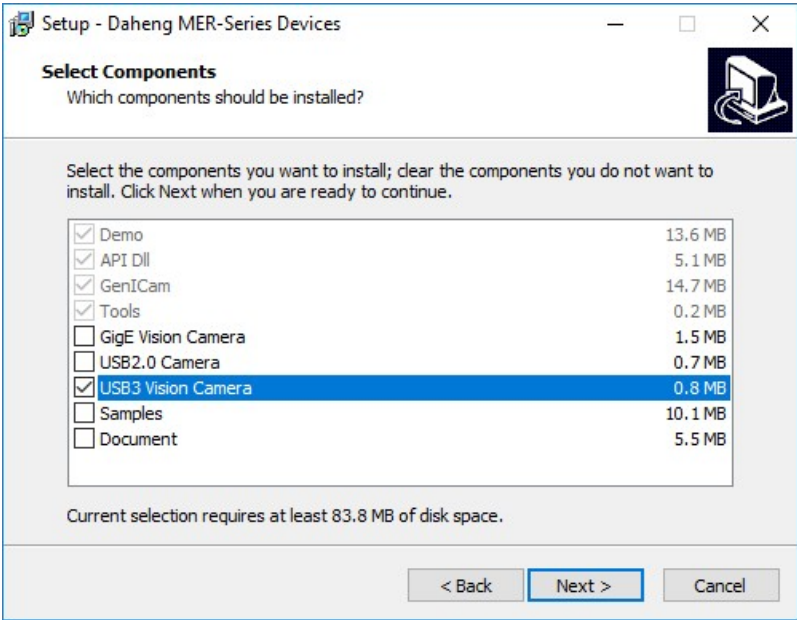 Setup - Daheng MER-Series Devices
Select Components
Which components should be installed?
Select the components you want to install; clear the components you do not want to
install. Click Next when you are ready to continue.
Demo 13.6 MB
API Dll 5.1 MB
GenICam 14.7 MB
Tools 0.2 MB
GigE Vision Camera 1.5 MB
USB2.0 Camera 0.7 MB
USB3 Vision Camera 0.8 MB
Samples 10.1 MB
Document 5.5 MB
Current selection requires at least 83.8 MB of disk space.
< Back Next > Cancel